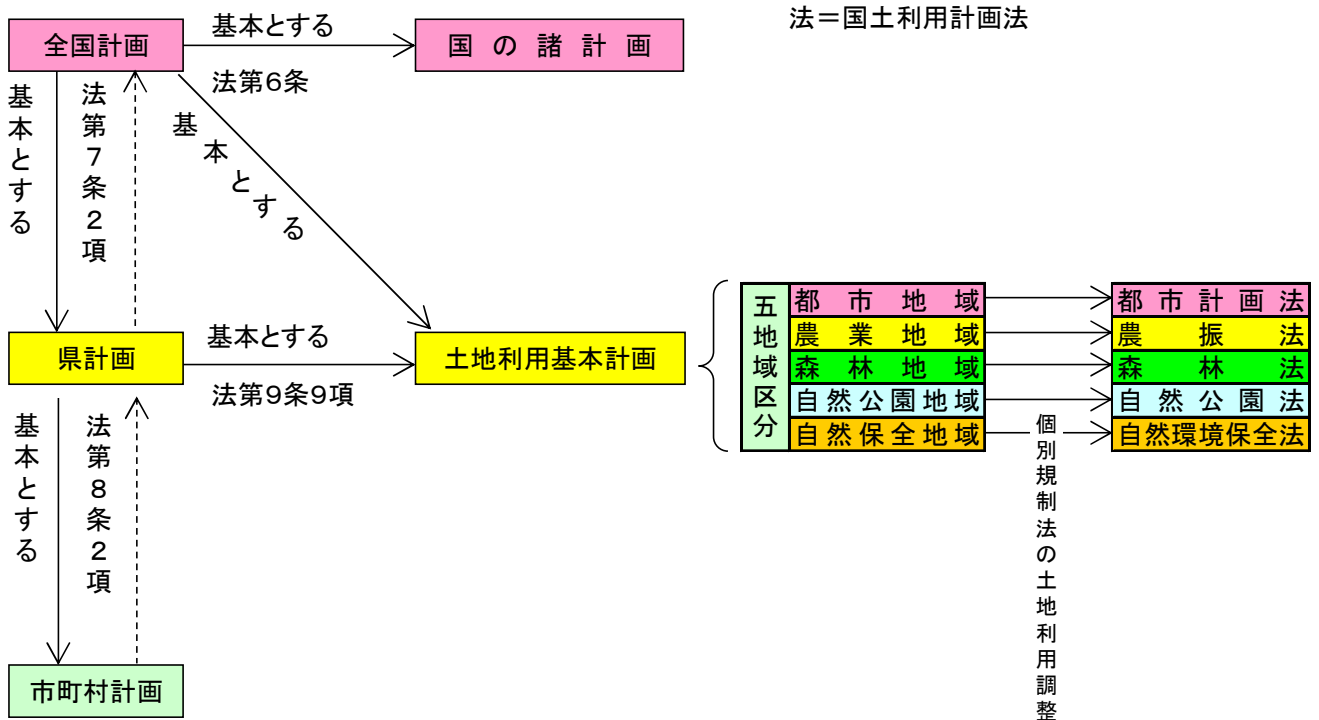 法=国土利用計画法
全国計画
基本とする
国の諸計画
法第6条
基本とする
法第7条2項
基本とする
県計画
基本とする
土地利用基本計画
法第9条9項
五地域区分
都市地域
都市計画法
農業地域
農振法
森林地域
森林法
自然公園地域
自然公園法
自然保全地域
自然環境保全法
個別規制法の土地利用調整
基本とする
法第8条2項
市町村計画